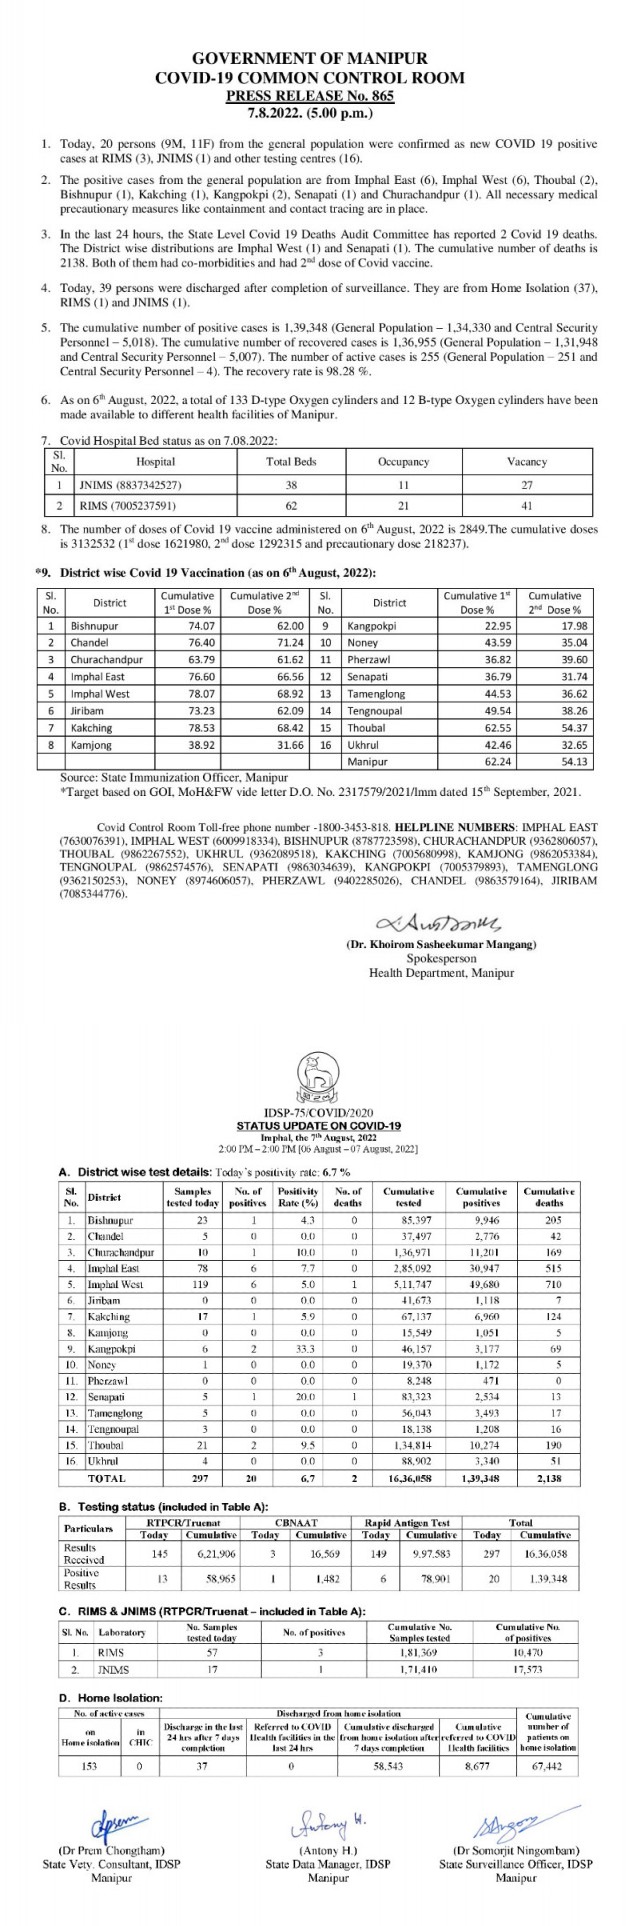 GOVERNMENT OF MANIPUR
COVID-19 COMMON CONTROL ROOM
PRESS RELEASE No. 865
7.8.2022. (5.00 p.m.)
1. Today, 20 persons (9M, 11F) from the general population were confirmed as new COVID 19 positive
cases at RIMS (3), JNIMS (1) and other testing centres (16).
2. The positive cases from the general population are from Imphal East (6), Imphal West (6), Thoubal (2),
Bishnupur (1), Kakching (1), Kangpokpi (2), Senapati (1) and Churachandpur (1). All necessary medical
precautionary measures like containment and contact tracing are in place.
3. In the last 24 hours, the State Level Covid 19 Deaths Audit Committee has reported 2 Covid 19 deaths.
The District wise distributions are Imphal West (1) and Senapati (1). The cumulative number of deaths is
2138. Both of them had co-morbidities and had 2nd dose of Covid vaccine.
4. Today, 39 persons were discharged after completion of surveillance. They are from Home Isolation (37),
RIMS (1) and JNIMS (1).
5. The cumulative number of positive cases is 1,39,348 (General Population – 1,34,330 and Central Security
Personnel – 5,018). The cumulative number of recovered cases is 1,36,955 (General Population – 1,31,948
and Central Security Personnel – 5,007). The number of active cases is 255 (General Population – 251 and
Central Security Personnel – 4). The recovery rate is 98.28 %.
6. As on 6th August, 2022, a total of 133 D-type Oxygen cylinders and 12 B-type Oxygen cylinders have been
made available to different health facilities of Manipur.
7. Covid Hospital Bed status as on 7.08.2022:
Sl. No. Hospital Total Beds Occupancy Vacancy
1 JNIMS (8837342527) 38 11 27
2 RIMS (7005237591) 62 21 41
8. The number of doses of Covid 19 vaccine administered on 6th August, 2022 is 2849.The cumulative doses
is 3132532 (1st dose 1621980, 2nd dose 1292315 and precautionary dose 218237).
*9. District wise Covid 19 Vaccination (as on 6th August, 2022):
Sl. No. District Cumulative 1st Dose % Cumulative 2nd Dose % Sl. No. District Cumulative 1st Dose % Cumulative 2nd Dose %
1 Bishnupur 74.07 62.00 9 Kangpokpi 22.95 17.98
2 Chandel 76.40 71.24 10 Noney 43.59 35.04
3 Churachandpur 63.79 61.62 11 Pherzawl 36.82 39.60
4 Imphal East 76.60 66.56 12 Senapati 36.79 31.74
5 Imphal West 78.07 68.92 13 Tamenglong 44.53 36.62
6 Jiribam 73.23 62.09 14 Tengnoupal 49.54 38.26
7 Kakching 78.53 68.42 15 Thoubal 62.55 54.37
8 Kamjong 38.92 31.66 16 Ukhrul 42.46 32.65
Manipur 62.24 54.13
Source: State Immunization Officer, Manipur
*Target based on GOI, MoH&FW vide letter D.O. No. 2317579/2021/Imm dated 15th September, 2021.
Covid Control Room Toll-free phone number -1800-3453-818. HELPLINE NUMBERS: IMPHAL EAST
(7630076391), IMPHAL WEST (6009918334), BISHNUPUR (8787723598), CHURACHANDPUR (9362806057),
THOUBAL (9862267552), UKHRUL (9362089518), KAKCHING (7005680998), KAMJONG (9862053384),
TENGNOUPAL (9862574576), SENAPATI (9863034639), KANGPOKPI (7005379893), TAMENGLONG
(9362150253), NONEY (8974606057), PHERZAWL (9402285026), CHANDEL (9863579164), JIRIBAM
(7085344776).
(Dr. Khoirom Sasheekumar Mangang)
Spokesperson
Health Department, Manipur
IDSP-75/COVID/2020
STATUS UPDATE ON COVID-19
Imphal, the 7th August, 2022
2:00 PM – 2:00 PM [06 August – 07 August, 2022]
A. District wise test details: Today's positivity rate: 6.7 %
Sl. No. District Samples tested today No. of positives Positivity Rate (%) No. of deaths Cumulative tested Cumulative positives Cumulative deaths
1. Bishnupur 23 1 4.3 0 85,397 9,946 205
2. Chandel 5 0 0.0 0 37,497 2,776 42
3. Churachandpur 10 1 10.0 0 1,36,971 11,201 169
4. Imphal East 78 6 7.7 0 2,85,092 30,947 515
5. Imphal West 119 6 5.0 1 5,11,747 49,680 710
6. Jiribam 0 0 0.0 0 41,673 1,118 7
7. Kakching 17 1 5.9 0 67,137 6,960 124
8. Kamjong 0 0 0.0 0 15,549 1,051 5
9. Kangpokpi 6 2 33.3 0 46,157 3,177 69
10. Noney 1 0 0.0 0 19,370 1,172 5
11. Pherzawl 0 0 0.0 0 8,248 471 0
12. Senapati 5 1 20.0 1 83,323 2,534 13
13. Tamenglong 5 0 0.0 0 56,043 3,493 17
14. Tengnoupal 3 0 0.0 0 18,138 1,208 16
15. Thoubal 21 2 9.5 0 1,34,814 10,274 190
16. Ukhrul 4 0 0.0 0 88,902 3,340 51
TOTAL 297 20 6.7 2 16,36,058 1,39,348 2,138
B. Testing status (included in Table A):
Particulars RTPCR/Truenat CBNAAT Rapid Antigen Test Total
Today Cumulative Today Cumulative Today Cumulative Today Cumulative
Results Received 145 6,21,906 3 16,569 149 9,97,583 297 16,36,058
Positive Results 13 58,965 1 1,482 6 78,901 20 1,39,348
C. RIMS & JNIMS (RTPCR/Truenat – included in Table A):
Sl. No. Laboratory No. Samples tested today No. of positives Cumulative No. Samples tested Cumulative No. of positives
1. RIMS 57 3 1,81,369 10,470
2. JNIMS 17 1 1,71,410 17,573
D. Home Isolation:
No. of active cases Discharged from home isolation Cumulative number of patients on home isolation
on Home isolation in CHIC Discharge in the last 24 hrs after 7 days completion Referred to COVID Health facilities in the last 24 hrs Cumulative discharged from home isolation after 7 days completion Cumulative referred to COVID Health facilities
153 0 37 0 58,543 8,677 67,442
Antony H.
(Dr Prem Chongtham) (Antony H.) (Dr Somorjit Ningombam)
State Vety. Consultant, IDSP State Data Manager, IDSP State Surveillance Officer, IDSP
Manipur Manipur Manipur